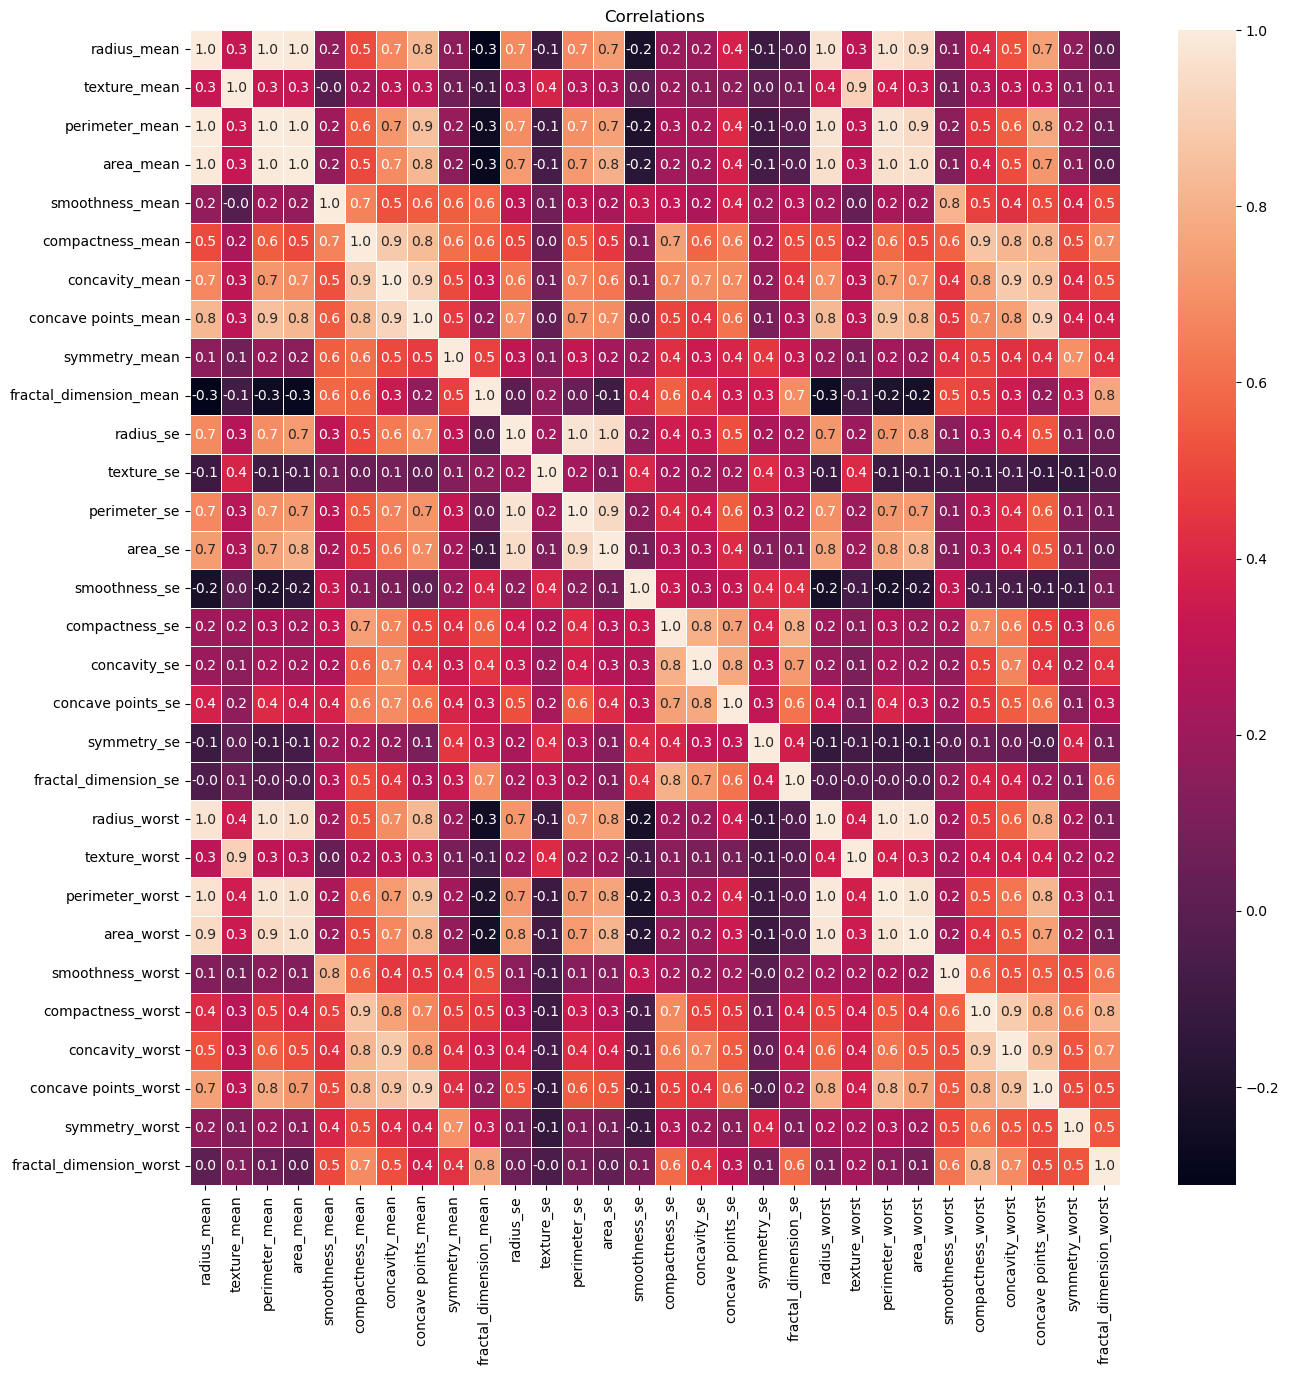 Correlations
radius_mean 1.0 0.3 1.0 1.0 0.2 0.5 0.7 0.8 0.1 -0.3 0.7 -0.1 0.7 0.7 -0.2 0.2 0.2 0.4 -0.1 -0.0 1.0 0.3 1.0 0.9 0.1 0.4 0.5 0.7 0.2 0.0
texture_mean 0.3 1.0 0.3 0.3 -0.0 0.2 0.3 0.3 0.1 -0.1 0.3 0.4 0.3 0.3 0.0 0.2 0.1 0.2 0.0 0.1 0.4 0.9 0.4 0.3 0.1 0.3 0.3 0.3 0.1 0.1
perimeter_mean 1.0 0.3 1.0 1.0 0.2 0.6 0.7 0.9 0.2 -0.3 0.7 -0.1 0.7 0.7 -0.2 0.3 0.2 0.4 -0.1 -0.0 1.0 0.3 1.0 0.9 0.2 0.5 0.6 0.8 0.2 0.1
area_mean 1.0 0.3 1.0 1.0 0.2 0.5 0.7 0.8 0.2 -0.3 0.7 -0.1 0.7 0.8 -0.2 0.2 0.2 0.4 -0.1 -0.0 1.0 0.3 1.0 1.0 0.1 0.4 0.5 0.7 0.1 0.0
smoothness_mean 0.2 -0.0 0.2 0.2 1.0 0.7 0.5 0.6 0.6 0.6 0.3 0.1 0.3 0.2 0.3 0.3 0.2 0.4 0.2 0.3 0.2 0.0 0.2 0.2 0.8 0.5 0.4 0.5 0.4 0.5
compactness_mean 0.5 0.2 0.6 0.5 0.7 1.0 0.9 0.8 0.6 0.6 0.5 0.0 0.5 0.5 0.1 0.7 0.6 0.6 0.2 0.5 0.5 0.2 0.6 0.5 0.6 0.9 0.8 0.8 0.5 0.7
concavity_mean 0.7 0.3 0.7 0.7 0.5 0.9 1.0 0.9 0.5 0.3 0.6 0.1 0.7 0.6 0.1 0.7 0.7 0.7 0.2 0.4 0.7 0.3 0.7 0.7 0.4 0.8 0.9 0.9 0.4 0.5
concave points_mean 0.8 0.3 0.9 0.8 0.6 0.8 0.9 1.0 0.5 0.2 0.7 0.0 0.7 0.7 0.0 0.5 0.4 0.6 0.1 0.3 0.8 0.3 0.9 0.8 0.5 0.7 0.8 0.9 0.4 0.4
symmetry_mean 0.1 0.1 0.2 0.2 0.6 0.6 0.5 0.5 1.0 0.5 0.3 0.1 0.3 0.2 0.2 0.4 0.3 0.4 0.4 0.3 0.2 0.1 0.2 0.2 0.4 0.5 0.4 0.4 0.7 0.4
fractal_dimension_mean -0.3 -0.1 -0.3 -0.3 0.6 0.6 0.3 0.2 0.5 1.0 0.0 0.2 0.0 -0.1 0.4 0.6 0.4 0.3 0.3 0.7 -0.3 -0.1 -0.2 -0.2 0.5 0.5 0.3 0.2 0.3 0.8
radius_se 0.7 0.3 0.7 0.7 0.3 0.5 0.6 0.7 0.3 0.0 1.0 0.2 1.0 1.0 0.2 0.4 0.3 0.5 0.2 0.2 0.7 0.2 0.7 0.8 0.1 0.3 0.4 0.5 0.1 0.0
texture_se -0.1 0.4 -0.1 -0.1 0.1 0.0 0.1 0.0 0.1 0.2 0.2 1.0 0.2 0.1 0.4 0.2 0.2 0.2 0.4 0.3 -0.1 0.4 -0.1 -0.1 -0.1 -0.1 -0.1 -0.1 -0.1 -0.0
perimeter_se 0.7 0.3 0.7 0.7 0.3 0.5 0.7 0.7 0.3 0.0 1.0 0.2 1.0 0.9 0.2 0.4 0.4 0.6 0.3 0.2 0.7 0.2 0.7 0.7 0.1 0.3 0.4 0.6 0.1 0.1
area_se 0.7 0.3 0.7 0.8 0.2 0.5 0.6 0.7 0.2 -0.1 1.0 0.1 0.9 1.0 0.1 0.3 0.3 0.4 0.1 0.1 0.8 0.2 0.8 0.8 0.1 0.3 0.4 0.5 0.1 0.0
smoothness_se -0.2 0.0 -0.2 -0.2 0.3 0.1 0.1 0.0 0.2 0.4 0.2 0.4 0.2 0.1 1.0 0.3 0.3 0.3 0.4 0.4 -0.2 -0.1 -0.2 -0.2 0.3 -0.1 -0.1 -0.1 -0.1 0.1
compactness_se 0.2 0.2 0.3 0.2 0.3 0.7 0.7 0.5 0.4 0.6 0.4 0.2 0.4 0.3 0.3 1.0 0.8 0.7 0.4 0.8 0.2 0.1 0.3 0.2 0.2 0.7 0.6 0.5 0.3 0.6
concavity_se 0.2 0.1 0.2 0.2 0.2 0.6 0.7 0.4 0.3 0.4 0.3 0.2 0.4 0.3 0.3 0.8 1.0 0.8 0.3 0.7 0.2 0.1 0.2 0.2 0.2 0.5 0.7 0.4 0.2 0.4
concave points_se 0.4 0.2 0.4 0.4 0.4 0.6 0.7 0.6 0.4 0.3 0.5 0.2 0.6 0.4 0.3 0.7 0.8 1.0 0.3 0.6 0.4 0.1 0.4 0.3 0.2 0.5 0.5 0.6 0.1 0.3
symmetry_se -0.1 0.0 -0.1 -0.1 0.2 0.2 0.2 0.1 0.4 0.3 0.2 0.4 0.3 0.1 0.4 0.4 0.3 0.3 1.0 0.4 -0.1 -0.1 -0.1 -0.1 -0.0 0.1 0.0 -0.0 0.4 0.1
fractal_dimension_se -0.0 0.1 -0.0 -0.0 0.3 0.5 0.4 0.3 0.3 0.7 0.2 0.3 0.2 0.1 0.4 0.8 0.7 0.6 0.4 1.0 -0.0 -0.0 -0.0 -0.0 0.2 0.4 0.4 0.2 0.1 0.6
radius_worst 1.0 0.4 1.0 1.0 0.2 0.5 0.7 0.8 0.2 -0.3 0.7 -0.1 0.7 0.8 -0.2 0.2 0.2 0.4 -0.1 -0.0 1.0 0.4 1.0 1.0 0.2 0.5 0.6 0.8 0.2 0.1
texture_worst 0.3 0.9 0.3 0.3 0.0 0.2 0.3 0.3 0.1 -0.1 0.2 0.4 0.2 0.2 -0.1 0.1 0.1 0.1 -0.1 -0.0 0.4 1.0 0.4 0.3 0.2 0.4 0.4 0.4 0.2 0.2
perimeter_worst 1.0 0.4 1.0 1.0 0.2 0.6 0.7 0.9 0.2 -0.2 0.7 -0.1 0.7 0.8 -0.2 0.3 0.2 0.4 -0.1 -0.0 1.0 0.4 1.0 1.0 0.2 0.5 0.6 0.8 0.3 0.1
area_worst 0.9 0.3 0.9 1.0 0.2 0.5 0.7 0.8 0.2 -0.2 0.8 -0.1 0.7 0.8 -0.2 0.2 0.2 0.3 -0.1 -0.0 1.0 0.3 1.0 1.0 0.2 0.4 0.5 0.7 0.2 0.1
smoothness_worst 0.1 0.1 0.2 0.1 0.8 0.6 0.4 0.5 0.4 0.5 0.1 -0.1 0.1 0.1 0.3 0.2 0.2 0.2 -0.0 0.2 0.2 0.2 0.2 0.2 1.0 0.6 0.5 0.5 0.5 0.6
compactness_worst 0.4 0.3 0.5 0.4 0.5 0.9 0.8 0.7 0.5 0.5 0.3 -0.1 0.3 0.3 -0.1 0.7 0.5 0.5 0.1 0.4 0.5 0.4 0.5 0.4 0.6 1.0 0.9 0.8 0.6 0.8
concavity_worst 0.5 0.3 0.6 0.5 0.4 0.8 0.9 0.8 0.4 0.3 0.4 -0.1 0.4 0.4 -0.1 0.6 0.7 0.5 0.0 0.4 0.6 0.4 0.6 0.5 0.5 0.9 1.0 0.9 0.5 0.7
concave points_worst 0.7 0.3 0.8 0.7 0.5 0.8 0.9 0.9 0.4 0.2 0.5 -0.1 0.6 0.5 -0.1 0.5 0.4 0.6 -0.0 0.2 0.8 0.4 0.8 0.7 0.5 0.8 0.9 1.0 0.5 0.5
symmetry_worst 0.2 0.1 0.2 0.1 0.4 0.5 0.4 0.4 0.7 0.3 0.1 -0.1 0.1 0.1 -0.1 0.3 0.2 0.1 0.4 0.1 0.2 0.2 0.3 0.2 0.5 0.6 0.5 0.5 1.0 0.5
fractal_dimension_worst 0.0 0.1 0.1 0.0 0.5 0.7 0.5 0.4 0.4 0.8 0.0 -0.0 0.1 0.0 0.1 0.6 0.4 0.3 0.1 0.6 0.1 0.2 0.1 0.1 0.6 0.8 0.7 0.5 0.5 1.0
radius_mean
texture_mean
perimeter_mean
area_mean
smoothness_mean
compactness_mean
concavity_mean
concave points_mean
symmetry_mean
fractal_dimension_mean
radius_se
texture_se
perimeter_se
area_se
smoothness_se
compactness_se
concavity_se
concave points_se
symmetry_se
fractal_dimension_se
radius_worst
texture_worst
perimeter_worst
area_worst
smoothness_worst
compactness_worst
concavity_worst
concave points_worst
symmetry_worst
fractal_dimension_worst
1.0
0.8
0.6
0.4
0.2
0.0
−0.2